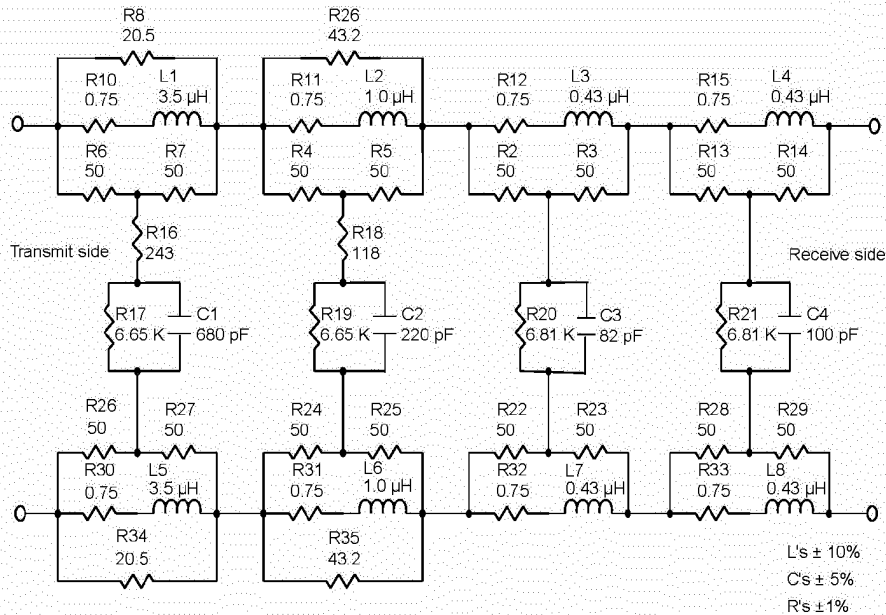 R8
20.5
R26
43.2
R10
0.75
L1
3.5 µH
R11
0.75
L2
1.0 µH
R12
0.75
L3
0.43 µH
R15
0.75
L4
0.43 µH
R6
50
R7
50
R4
50
R5
50
R2
50
R3
50
R13
50
R14
50
Transmit side
R16
243
R18
118
Receive side
R17
6.65 K
C1
680 pF
R19
6.65 K
C2
220 pF
R20
6.81 K
C3
82 pF
R21
6.81 K
C4
100 pF
R26
50
R27
50
R24
50
R25
50
R22
50
R23
50
R28
50
R29
50
R30
0.75
L5
3.5 µH
R31
0.75
L6
1.0 µH
R32
0.75
L7
0.43 µH
R33
0.75
L8
0.43 µH
R34
20.5
R35
43.2
L's ± 10%
C's ± 5%
R's ± 1%